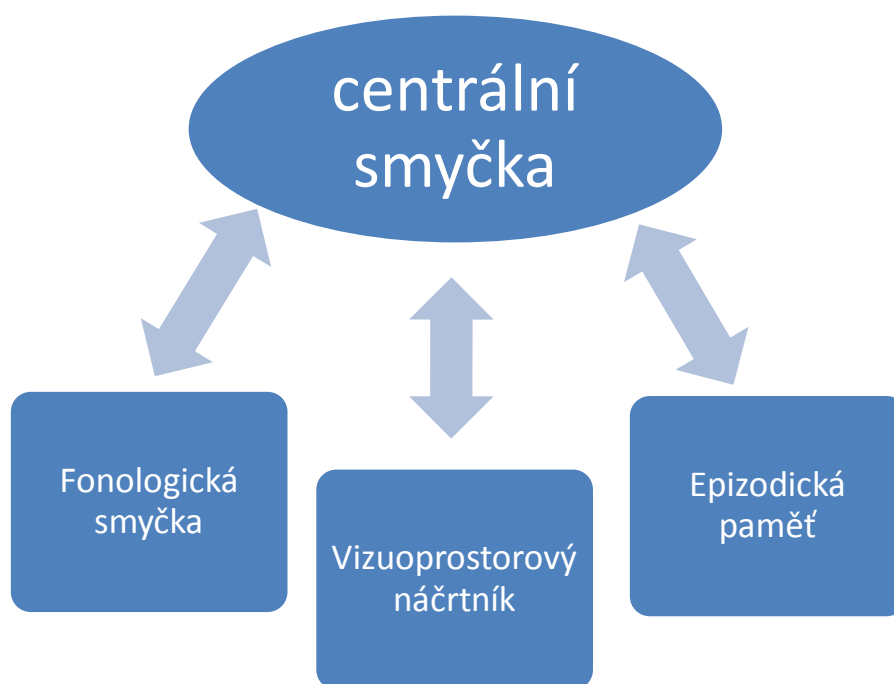 centrální
smyčka
Fonologická
smyčka
Vizuoprostorový
náčrtník
Epizodická
paměť